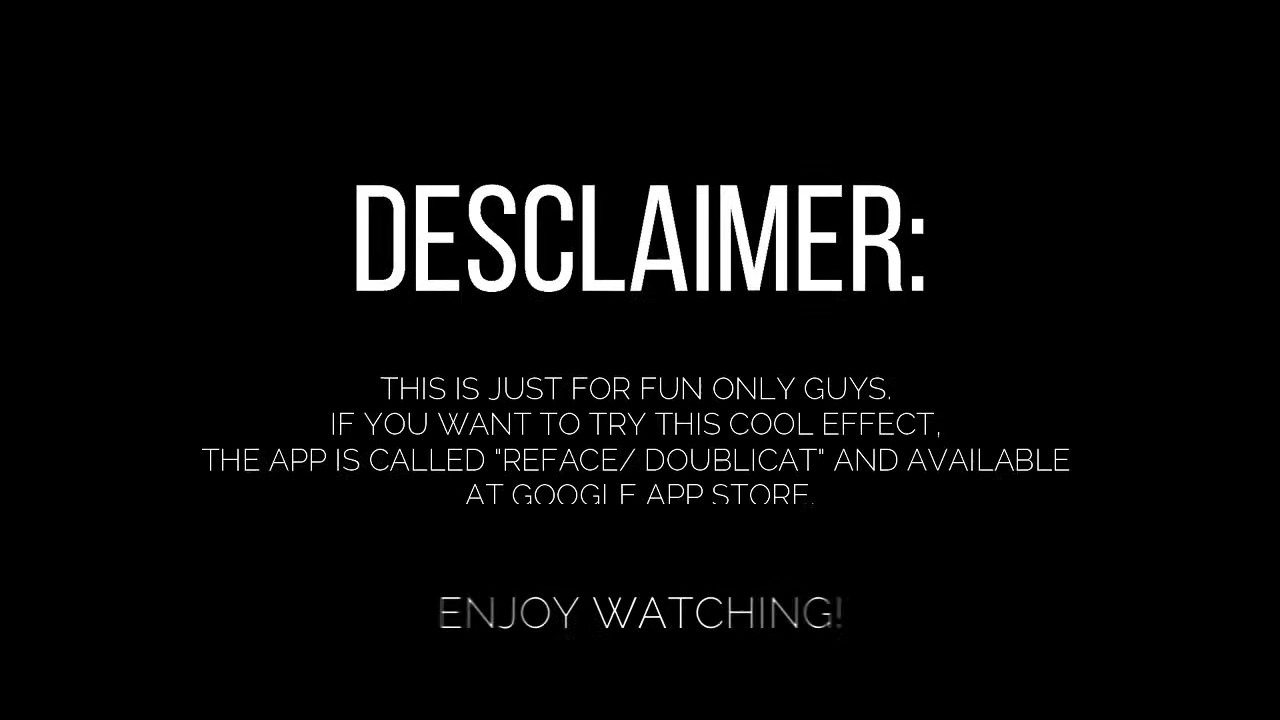 DESCLAIMER:
THIS IS JUST FOR FUN ONLY GUYS.
IF YOU WANT TO TRY THIS COOL EFFECT,
THE APP IS CALLED "REFACE/ DOUBLICAT" AND AVAILABLE
AT GOOGLE APP STORE.
ENJOY WATCHING!